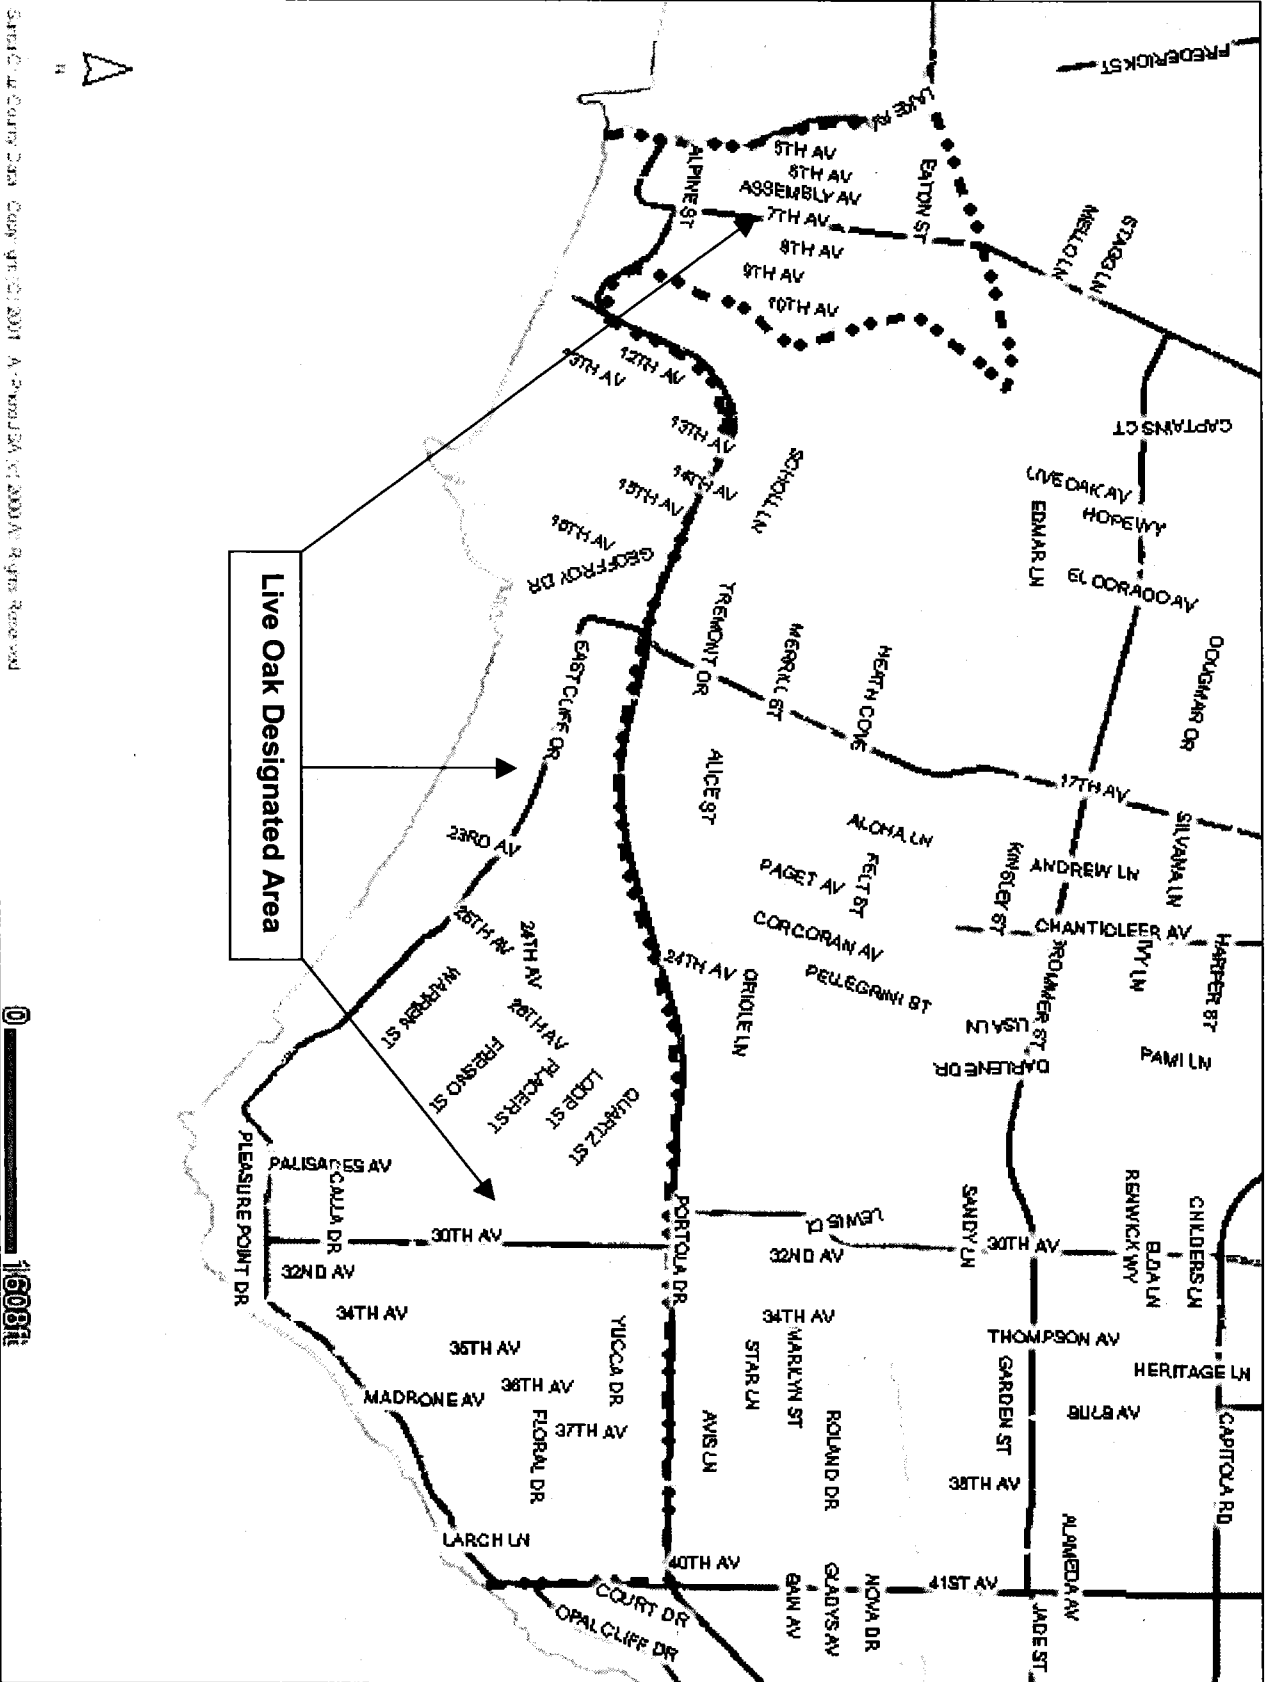 FREDERICK ST
LAKE AV
5TH AV
6TH AV
ASSEMBLY AV
7TH AV
8TH AV
9TH AV
10TH AV
ALPINE ST
EATON ST
MELLO LN
STAGG LN
12TH AV
13TH AV
13TH AV
14TH AV
15TH AV
16TH AV
GEOFFROY DR
SCHOLL LN
CAPTAINS CT
LIVE OAK AV
HOPE WY
EDMAR LN
EL DORADO AV
DOUGMAR DR
TREMONT DR
MERRILL ST
HEATH COVE
EAST CLIFF DR
ALICE ST
17TH AV
SILVANA LN
ALOHA LN
ANDREW LN
KINSLEY ST
FELT ST
PAGET AV
CORCORAN AV
PELLEGRINI ST
CHANTICLEER AV
BROMMER ST
IVY LN
HARPER ST
LISA LN
DARLENE DR
PAMI LN
23RD AV
24TH AV
24TH AV
25TH AV
26TH AV
ORIOLE LN
WARREN ST
FRESNO ST
PLACER ST
LODE ST
QUARTZ ST
Live Oak Designated Area
PLEASURE POINT DR
PALISADES AV
CALLA DR
30TH AV
32ND AV
34TH AV
35TH AV
36TH AV
37TH AV
MADRONE AV
FLORAL DR
YUCCA DR
LARCH LN
PORTOLA DR
LEWIS CL
32ND AV
34TH AV
MARILYN ST
STAR LN
AVIS LN
ROLAND DR
SANDY LN
30TH AV
RENWICK WY
ELDA LN
CHILDERS LN
THOMPSON AV
HERITAGE LN
GARDEN ST
BULB AV
CAPITOLA RD
38TH AV
40TH AV
41ST AV
GAIN AV
GLADYS AV
NOVA DR
ALAMEDA AV
JADE ST
COURT DR
OPAL CLIFF DR
N
0
1608ft